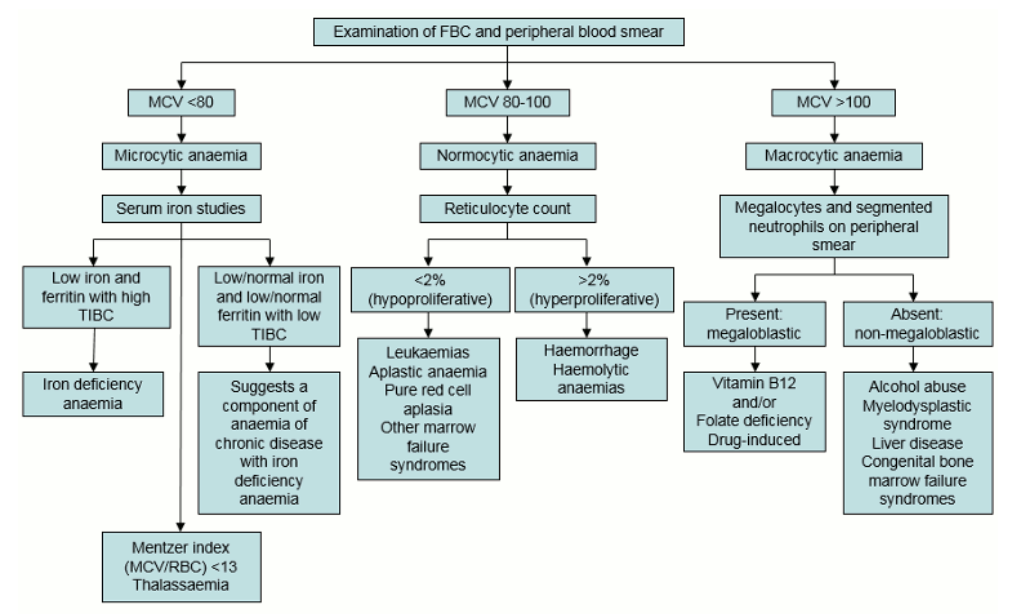 Examination of FBC and peripheral blood smear
MCV <80
MCV 80-100
MCV >100
Microcytic anaemia
Normocytic anaemia
Macrocytic anaemia
Serum iron studies
Reticulocyte count
Megalocytes and segmented
neutrophils on peripheral
smear
Low iron and
ferritin with high
TIBC
Low/normal iron
and low/normal
ferritin with low
TIBC
<2%
(hypoproliferative)
>2%
(hyperproliferative)
Present:
megaloblastic
Absent:
non-megaloblastic
Iron deficiency
anaemia
Suggests a
component of
anaemia of
chronic disease
with iron
deficiency
anaemia
Leukaemias
Aplastic anaemia
Pure red cell
aplasia
Other marrow
failure
syndromes
Haemorrhage
Haemolytic
anaemias
Vitamin B12
and/or
Folate deficiency
Drug-induced
Alcohol abuse
Myelodysplastic
syndrome
Liver disease
Congenital bone
marrow failure
syndromes
Mentzer index
(MCV/RBC) <13
Thalassaemia